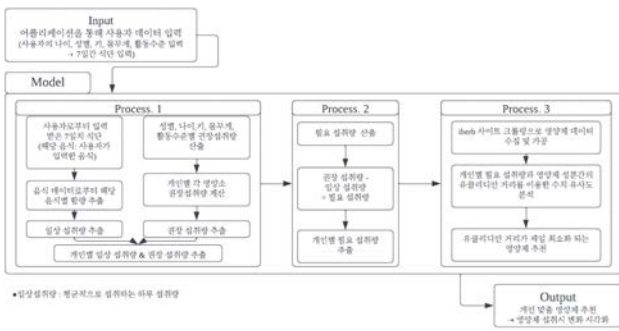 Input
어플리케이션을 통해 사용자 데이터 입력
(사용자의 나이, 성별, 키, 몸무게, 활동수준 입력
→ 7일간 식단 입력)
Model
Process. 1
사용자로부터 입력
받은 7일치 식단
(해당 음식: 사용자가
입력한 음식)
음식 데이터로부터 해당
음식별 함량 추출
일상 섭취량 추출
성별, 나이,키, 몸무게,
활동수준별 권장섭취량
산출
개인별 각 영양소
권장섭취량 계산
권장 섭취량 추출
개인별 일상 섭취량 & 권장 섭취량 추출
Process. 2
필요 섭취량 산출
권장 섭취량 -
일상 섭취량
= 필요 섭취량
개인별 필요 섭취량
추출
Process. 3
iherb 사이트 크롤링으로 영양제 데이터
수집 및 가공
개인별 필요 섭취량과 영양제 성분간의
유클리디안 거리를 이용한 수치 유사도
분석
유클리디안 거리가 제일 최소화 되는
영양제 추천
●일상섭취량 : 평균적으로 섭취하는 하루 섭취량
Output
개인 맞춤 영양제 추천
→ 영양제 섭취시 변화 시각화